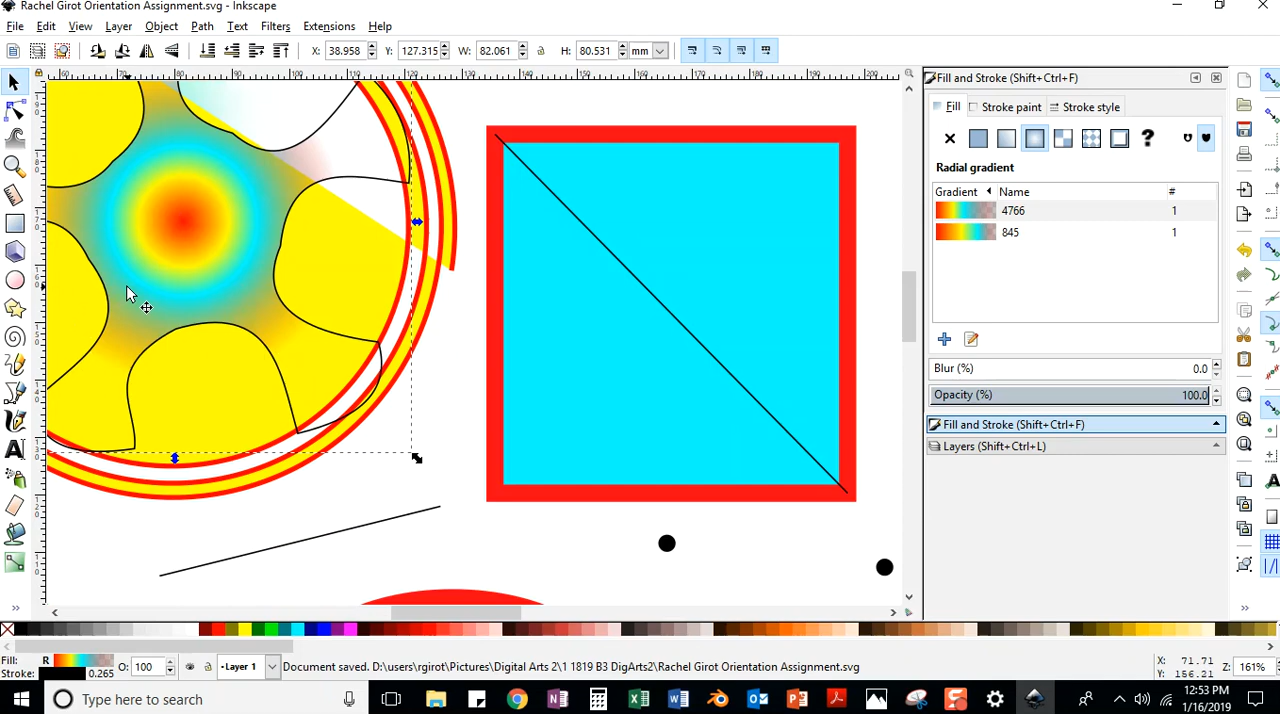 Rachel Girot Orientation Assignment.svg - Inkscape
File Edit View Layer Object Path Text Filters Extensions Help
X: 38.958 Y: 127.315 W: 82.061 H: 80.531 mm
Fill and Stroke (Shift+Ctrl+F)
Fill Stroke paint Stroke style
?
Radial gradient
Gradient Name #
4766 1
845 1
Blur (%) 0.0
Opacity (%) 100.0
Fill and Stroke (Shift+Ctrl+F)
Layers (Shift+Ctrl+L)
Fill: R O: 100 Layer 1 Document saved. D:\users\rgirot\Pictures\Digital Arts 2\1 1819 B3 DigArts2\Rachel Girot Orientation Assignment.svg X: 71.71 Z: 161%
Stroke: 0.265 Y: 156.21
Type here to search
12:53 PM
1/16/2019